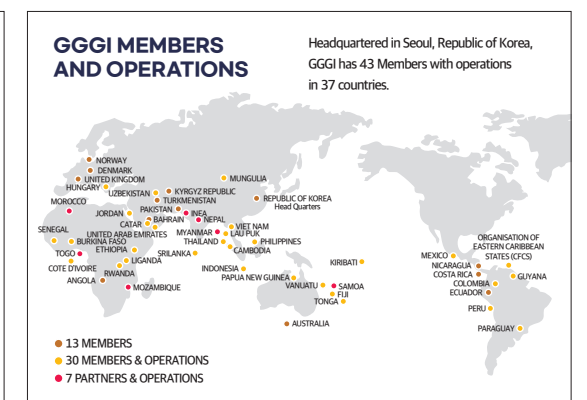 GGGI MEMBERS
AND OPERATIONS
Headquartered in Seoul, Republic of Korea,
GGGI has 43 Members with operations
in 37 countries.
NORWAY
DENMARK
UNITED KINGDOM
HUNGARY
UZBEKISTAN
KYRGYZ REPUBLIC
TURKMENISTAN
MUNGULIA
REPUBLIC OF KOREA
Head Quarters
MOROCCO
JORDAN
PAKISTAN
INEA
BAHRAIN
NEPAL
CATAR
UNITED ARAB EMIRATES
MYANMAR
VIET NAM
LAU PUK
SENEGAL
BURKINA FASO
ETHIOPIA
THAILAND
PHILIPPINES
CAMBODIA
TOGO
UGANDA
SRILANKA
COTE D'IVOIRE
RWANDA
INDONESIA
KIRIBATI
PAPUA NEW GUINEA
ANGOLA
MOZAMBIQUE
VANUATU
SAMOA
FIJI
TONGA
AUSTRALIA
ORGANISATION OF
EASTERN CARIBBEAN
STATES (CFCS)
MEXICO
NICARAGUA
COSTA RICA
GUYANA
COLOMBIA
ECUADOR
PERU
PARAGUAY
13 MEMBERS
30 MEMBERS & OPERATIONS
7 PARTNERS & OPERATIONS